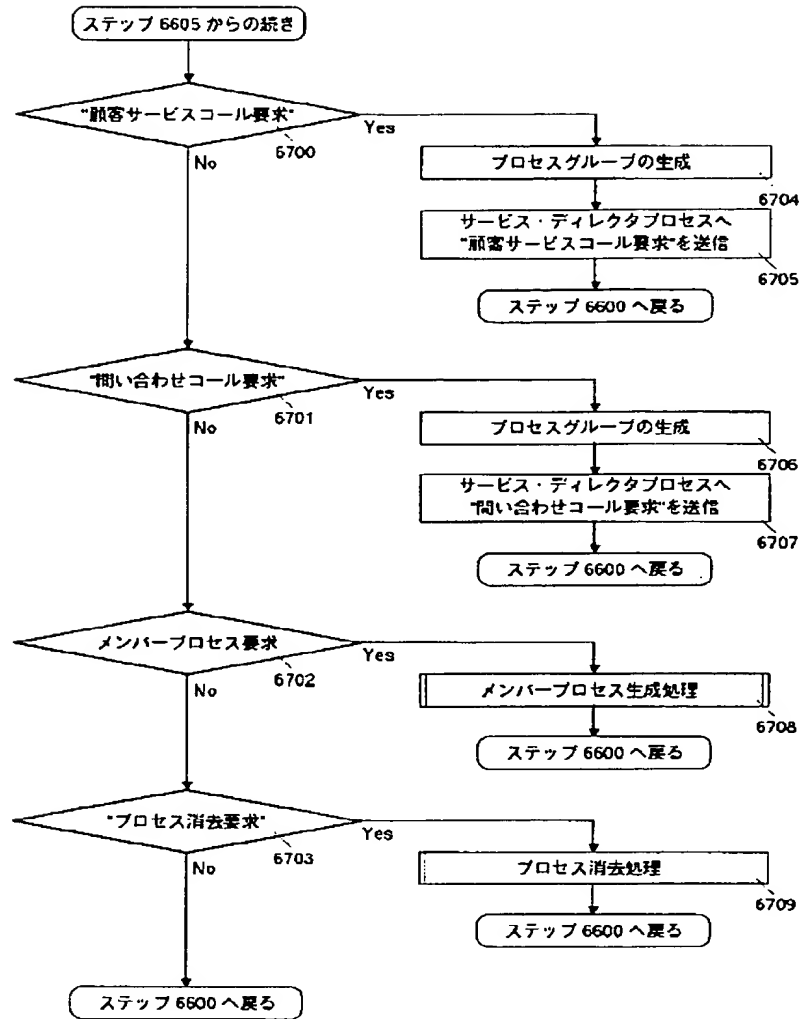 ステップ 6605 からの続き
"顧客サービスコール要求"
6700
Yes
No
プロセスグループの生成
6704
サービス・ディレクタプロセスへ
"顧客サービスコール要求"を送信
6705
ステップ 6600 へ戻る
"問い合わせコール要求"
6701
Yes
No
プロセスグループの生成
6706
サービス・ディレクタプロセスへ
"問い合わせコール要求"を送信
6707
ステップ 6600 へ戻る
メンバープロセス要求
6702
Yes
No
メンバープロセス生成処理
6708
ステップ 6600 へ戻る
"プロセス消去要求"
6703
Yes
No
プロセス消去処理
6709
ステップ 6600 へ戻る
ステップ 6600 へ戻る